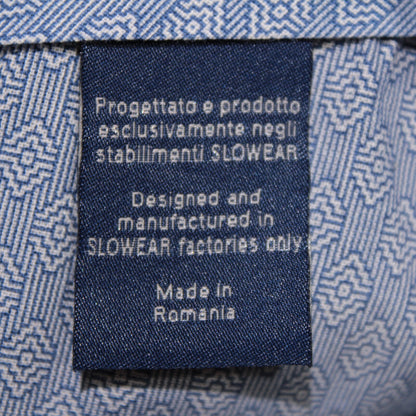 Progettato e prodotto
esclusivamente negli
stabilimenti SLOWEAR
Designed and
manufactured in
SLOWEAR factories only
Made in
Romania